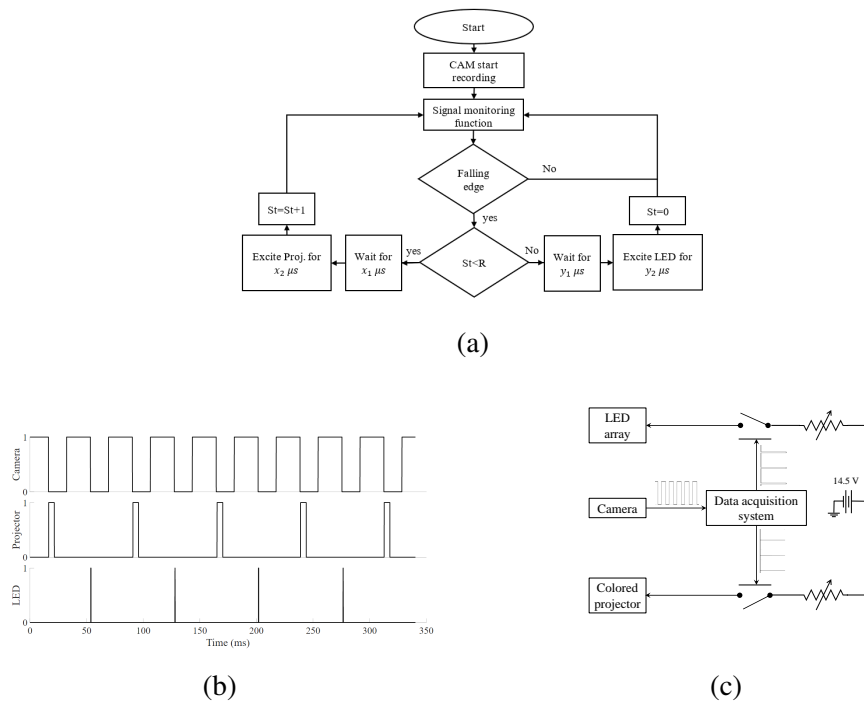 Start
CAM start
recording
Signal monitoring
function
Falling
edge
No
yes
St=St+1
St=0
Excite Proj. for
x₂ μs
Wait for
x₁ μs
yes
St<R
No
Wait for
y₁ μs
Excite LED for
y₂ μs
(a)
1
Camera
0
1
Projector
0
1
LED
0
0 50 100 150 200 250 300 350
Time (ms)
(b)
LED
array
Camera
Data acquisition
system
14.5 V
Colored
projector
(c)